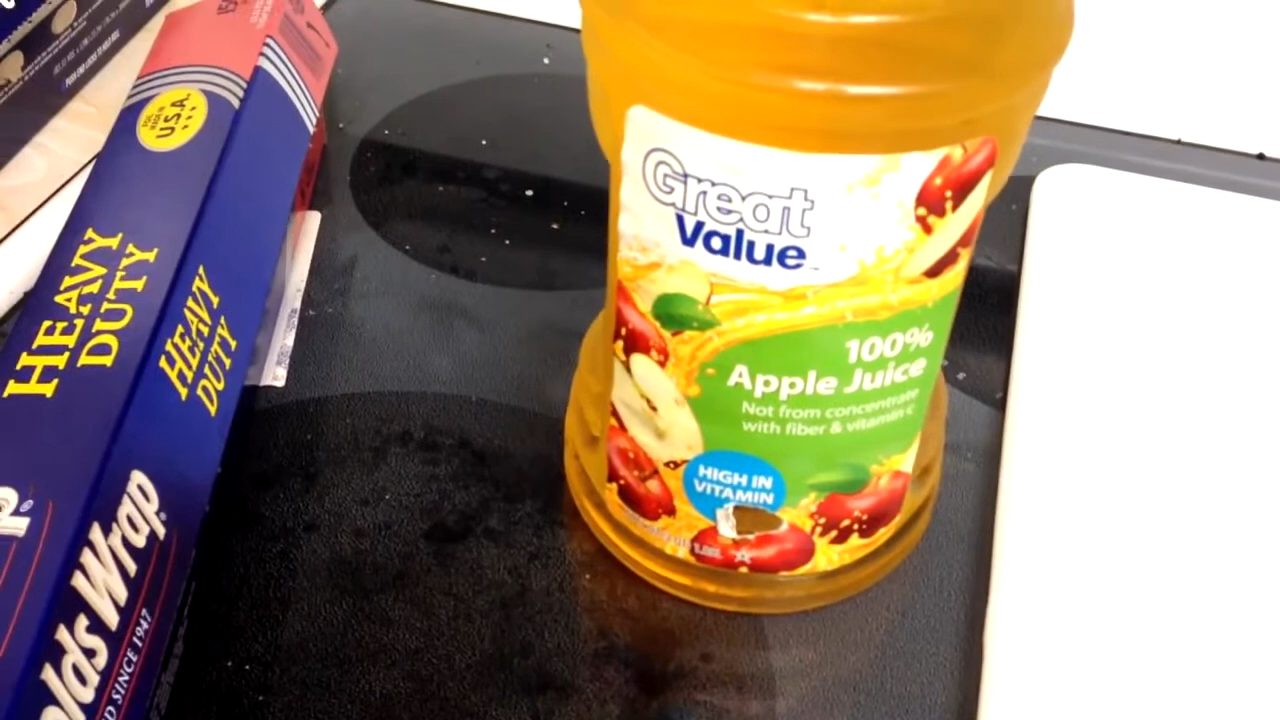 U.S.A.
HEAVY
DUTY
HEAVY
DUTY
olds Wrap®
D SINCE 1947
Great
Value
100%
Apple Juice
Not from concentrate
with fiber & vitamin c
HIGH IN
VITAMIN